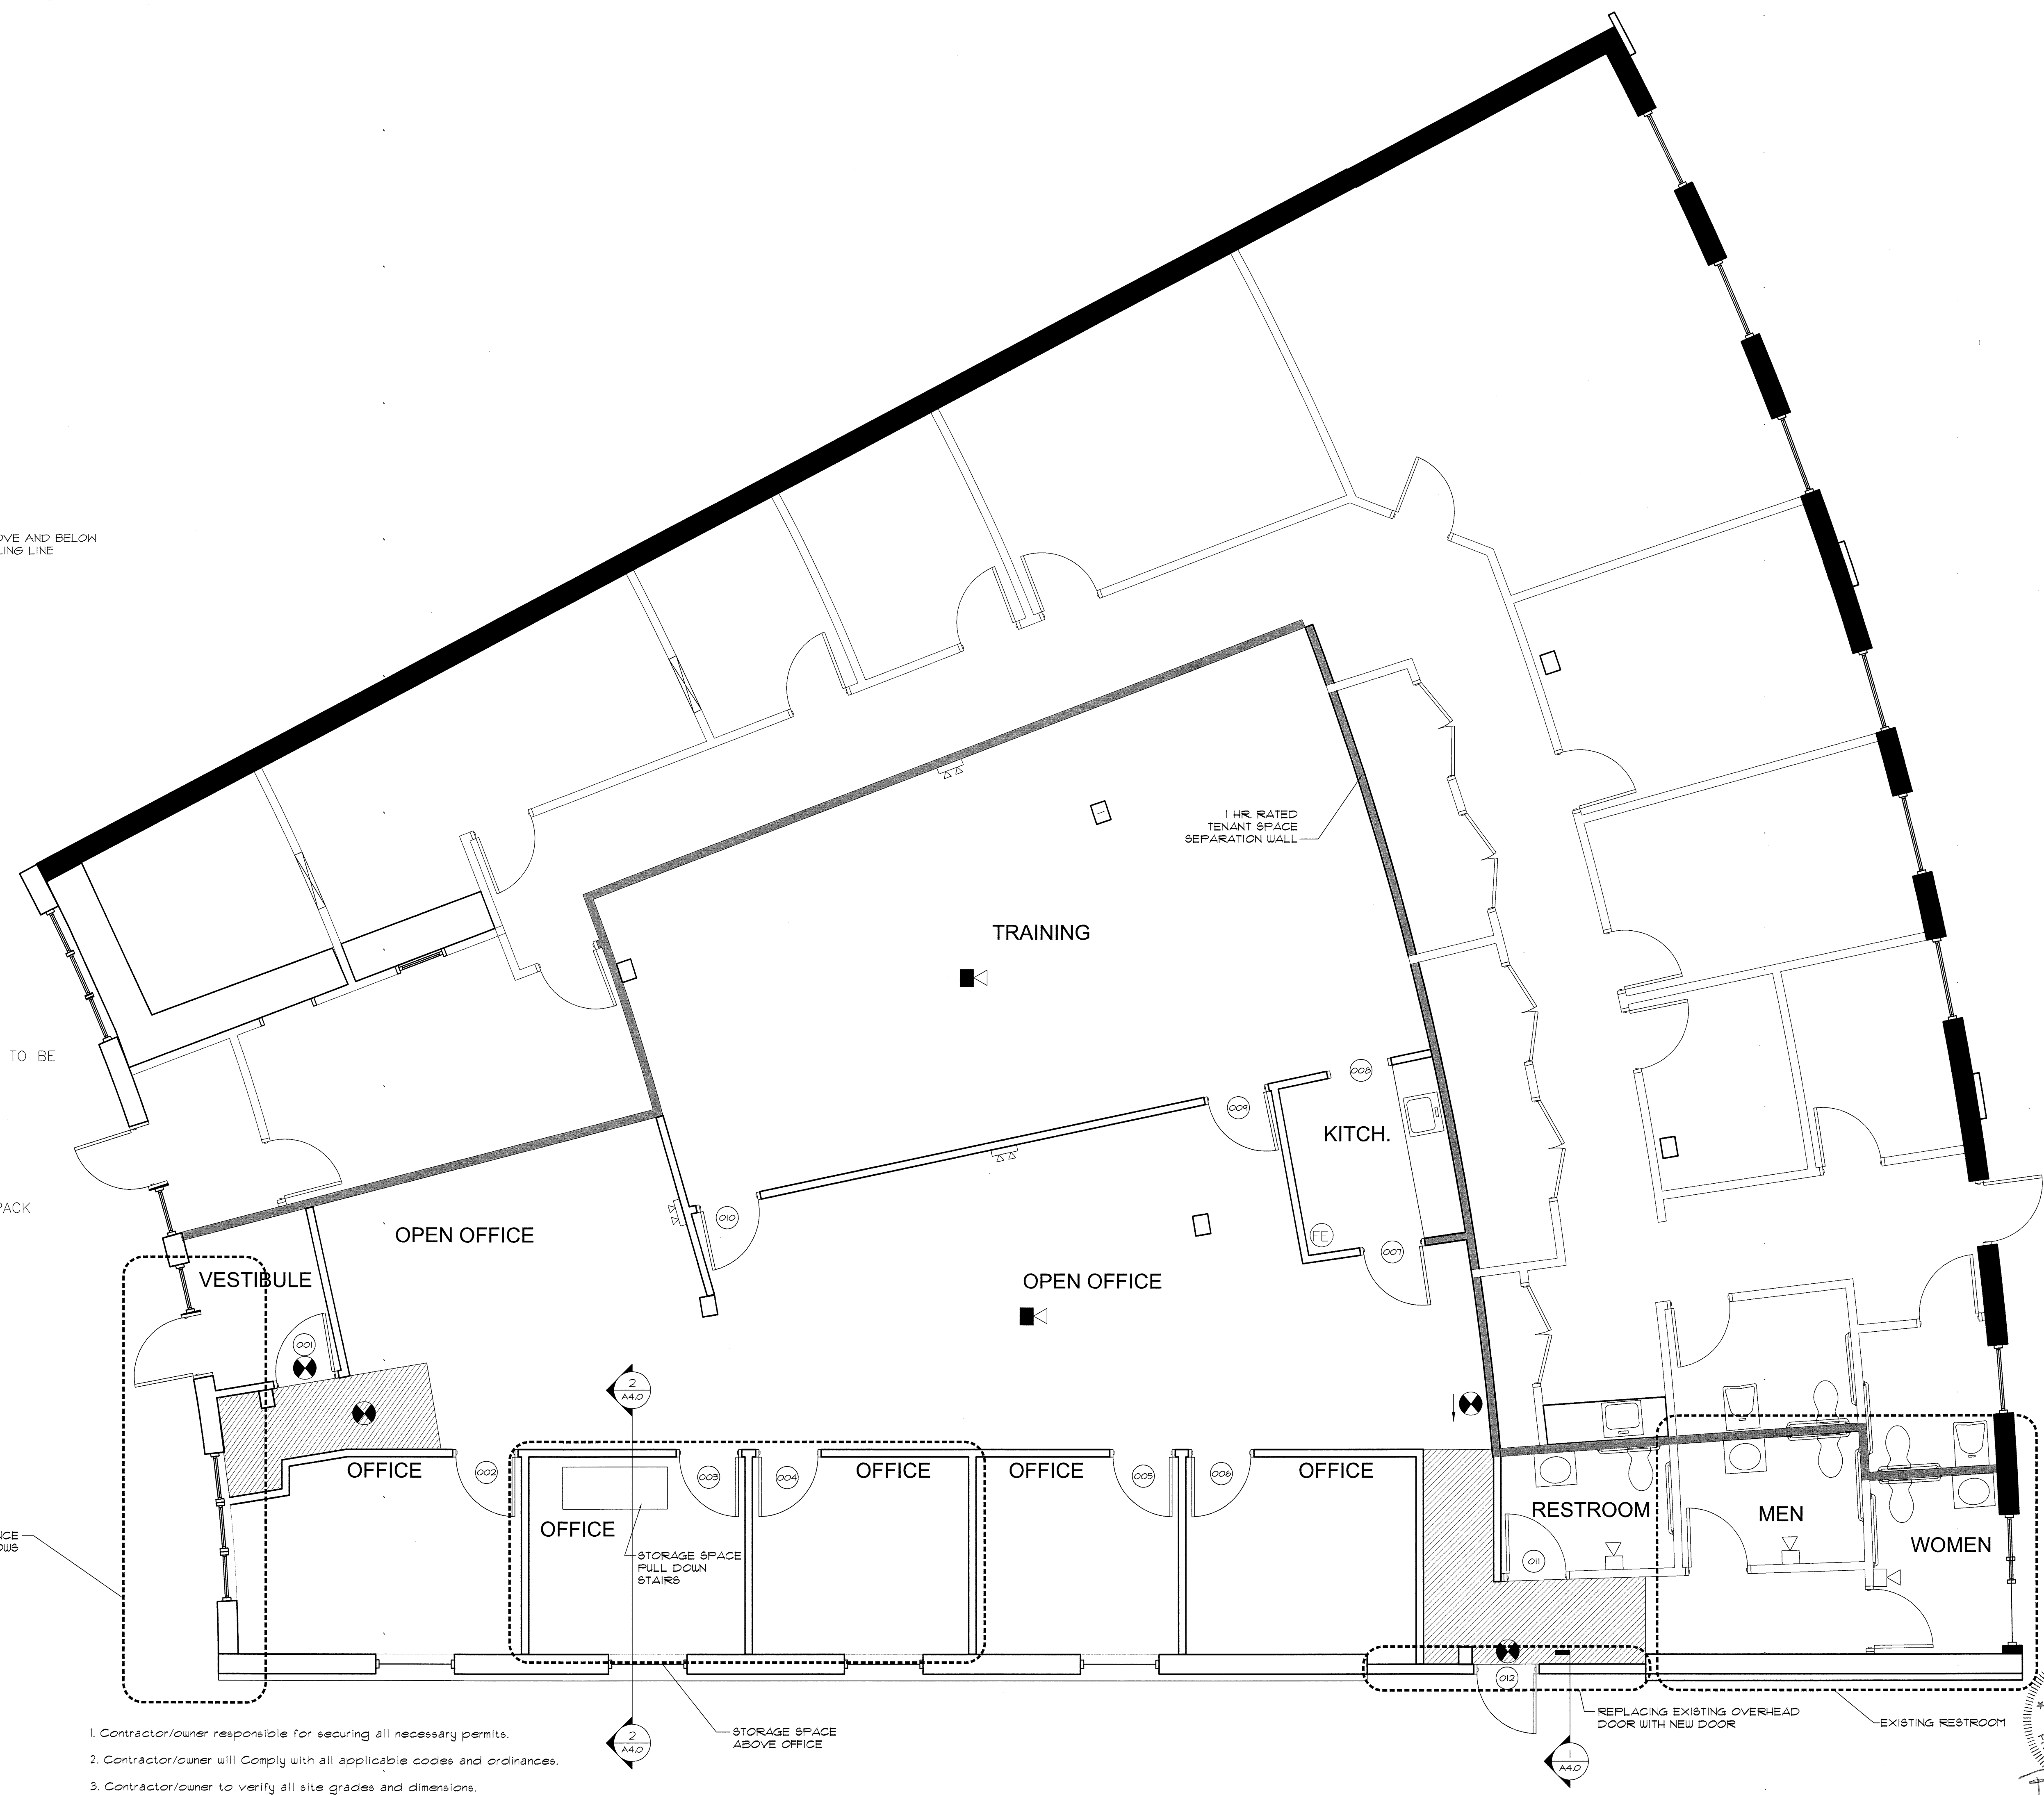 OVE AND BELOW
LING LINE
1 HR. RATED
TENANT SPACE
SEPARATION WALL
TRAINING
TO BE
008
009
KITCH.
PACK
010
FE
OPEN OFFICE
007
VESTIBULE
OPEN OFFICE
001
2
A4.0
OFFICE
002
003
004
OFFICE
OFFICE
005
006
OFFICE
RESTROOM
MEN
OFFICE
WOMEN
NCE
OWS
STORAGE SPACE
PULL DOWN
STAIRS
011
012
REPLACING EXISTING OVERHEAD
DOOR WITH NEW DOOR
EXISTING RESTROOM
STORAGE SPACE
ABOVE OFFICE
2
A4.0
1
A4.0
1. Contractor/owner responsible for securing all necessary permits.
2. Contractor/owner will Comply with all applicable codes and ordinances.
3. Contractor/owner to verify all site grades and dimensions.